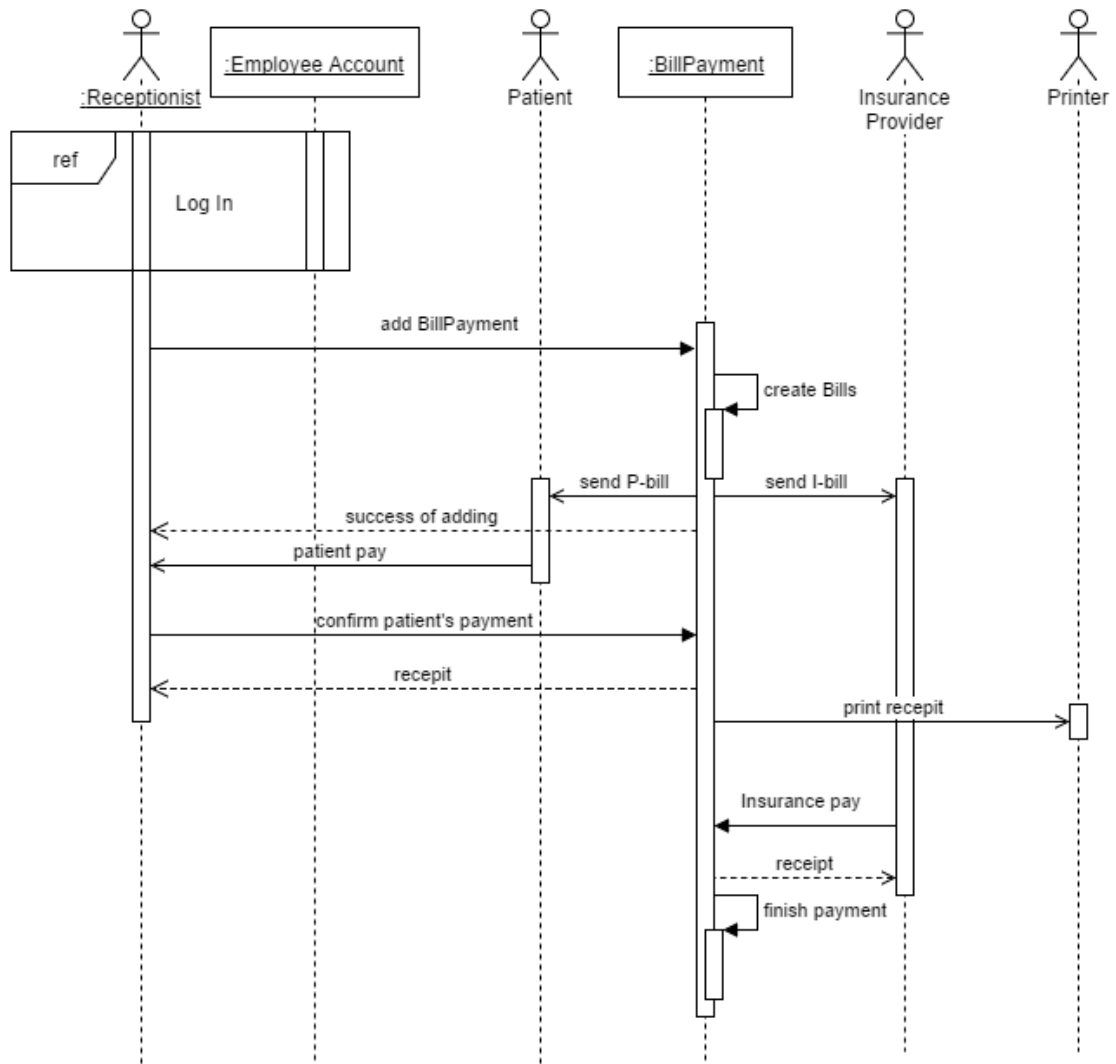 :Receptionist
:Employee Account
Patient
:BillPayment
Insurance
Provider
Printer
ref
Log In
add BillPayment
create Bills
send P-bill
send I-bill
success of adding
patient pay
confirm patient's payment
recepit
print recepit
Insurance pay
receipt
finish payment